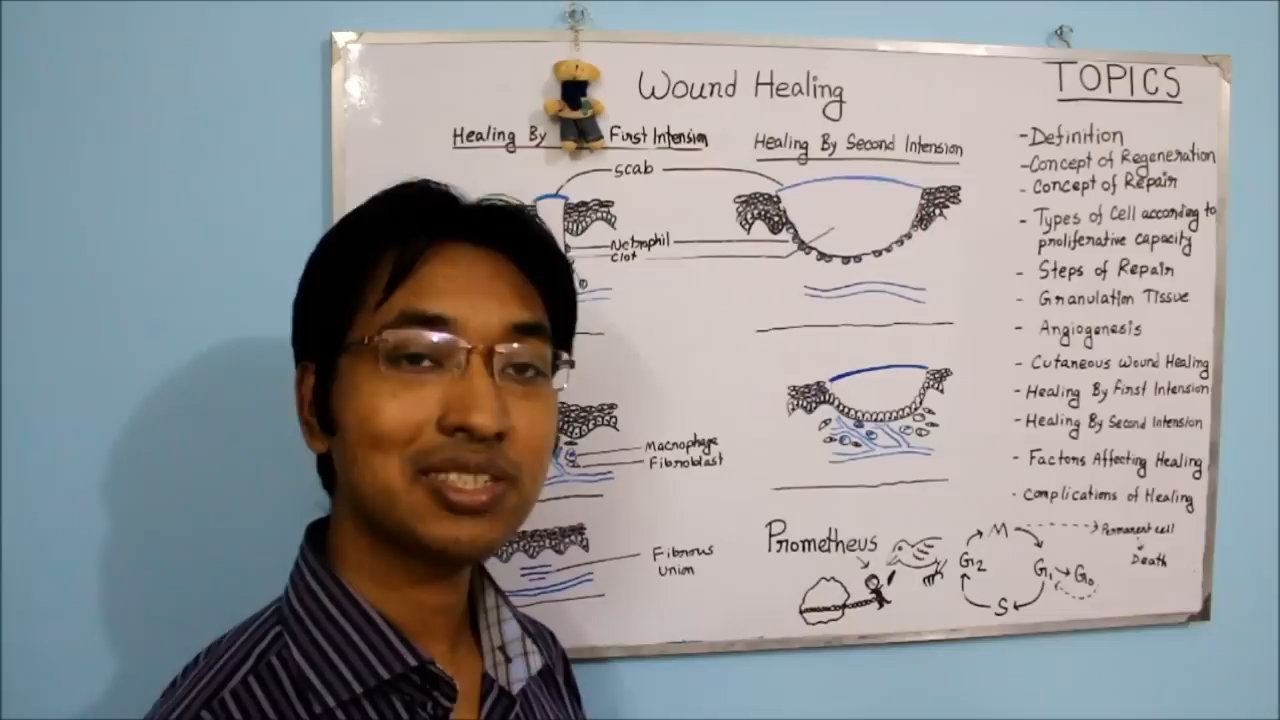 Wound Healing
Healing By First Intension
Healing By Second Intension
Scab
Netrophil
Clot
Macrophage
Fibroblast
Fibrous
Union
Prometheus
M
G2
G1
G0
S
Permanent cell
Death
TOPICS
- Definition
- Concept of Regeneration
- Concept of Repair
- Types of Cell according to
proliferative capacity
- Steps of Repair
- Granulation Tissue
- Angiogenesis
- Cutaneous Wound Healing
- Healing By First Intension
- Healing By Second Intension
- Factors Affecting Healing
- Complications of Healing